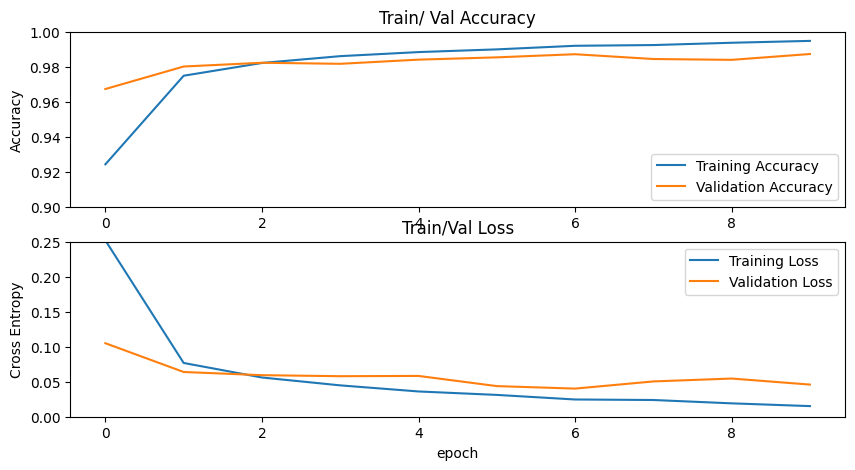 Train/ Val Accuracy
1.00
0.98
0.96
0.94
0.92
0.90
Accuracy
Training Accuracy
Validation Accuracy
0 2 4 6 8
Train/Val Loss
0.25
0.20
0.15
0.10
0.05
0.00
Cross Entropy
Training Loss
Validation Loss
0 2 4 6 8
epoch